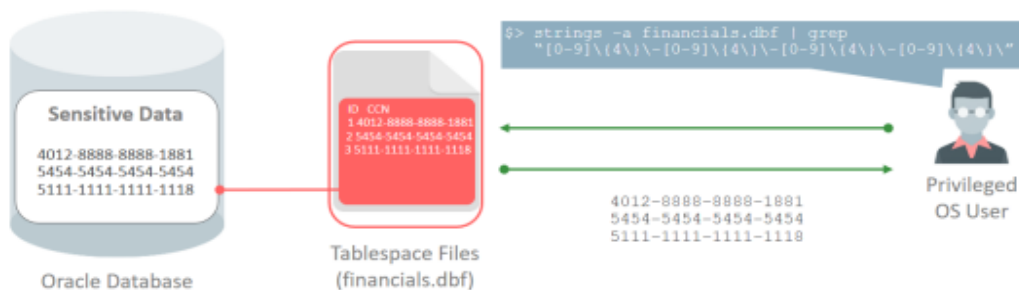 $> strings -a financials.dbf | grep
"[0-9]\{4\}\-[0-9]\{4\}\-[0-9]\{4\}\-[0-9]\{4\}\"
Sensitive Data
4012-8888-8888-1881
5454-5454-5454-5454
5111-1111-1111-1118
Oracle Database
ID CCN
1 4012-8888-8888-1881
2 5454-5454-5454-5454
3 5111-1111-1111-1118
Tablespace Files
(financials.dbf)
4012-8888-8888-1881
5454-5454-5454-5454
5111-1111-1111-1118
Privileged
OS User